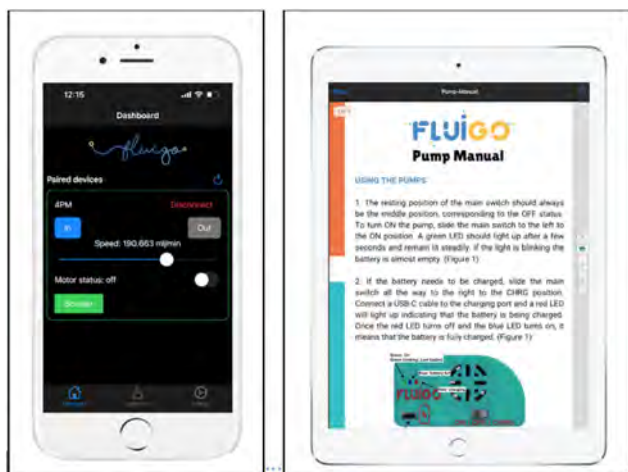 12:15
Dashboard
fluigo
Paired devices
4PM Disconnect
In Out
Speed: 190.663 ml/min
Motor status: off
Booster
Pump Manual
FLUIGO
Pump Manual
USING THE PUMPS
1. The resting position of the main switch should always
be the middle position, corresponding to the OFF status.
To turn ON the pump, slide the main switch to the left to
the ON position. A green LED should light up after a few
seconds and remain lit steadily. If the light is blinking the
battery is almost empty. (Figure 1)
2. If the battery needs to be charged, slide the main
switch all the way to the right to the CHRG position.
Connect a USB-C cable to the charging port and a red LED
will light up indicating that the battery is being charged.
Once the red LED turns off and the blue LED turns on, it
means that the battery is fully charged. (Figure 1)
FLUIGO